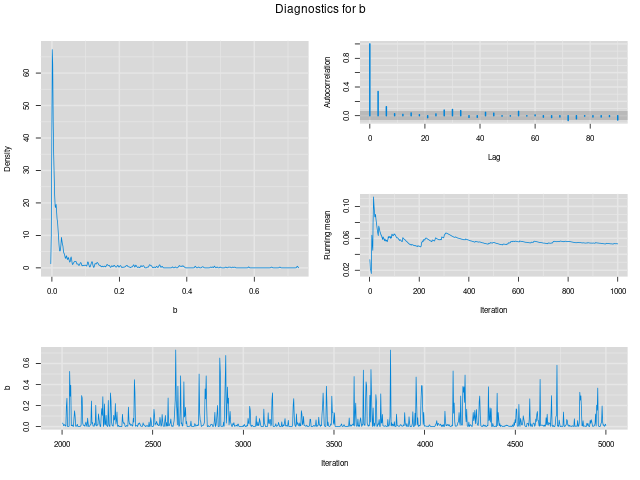 Diagnostics for b
Density
60
50
40
30
20
10
0
0.0 0.2 0.4 0.6
b
Autocorrelation
0.8
0.4
0.0
0 20 40 60 80
Lag
Running mean
0.10
0.06
0.02
0 200 400 600 800 1000
Iteration
b
0.6
0.4
0.2
0.0
2000 2500 3000 3500 4000 4500 5000
Iteration